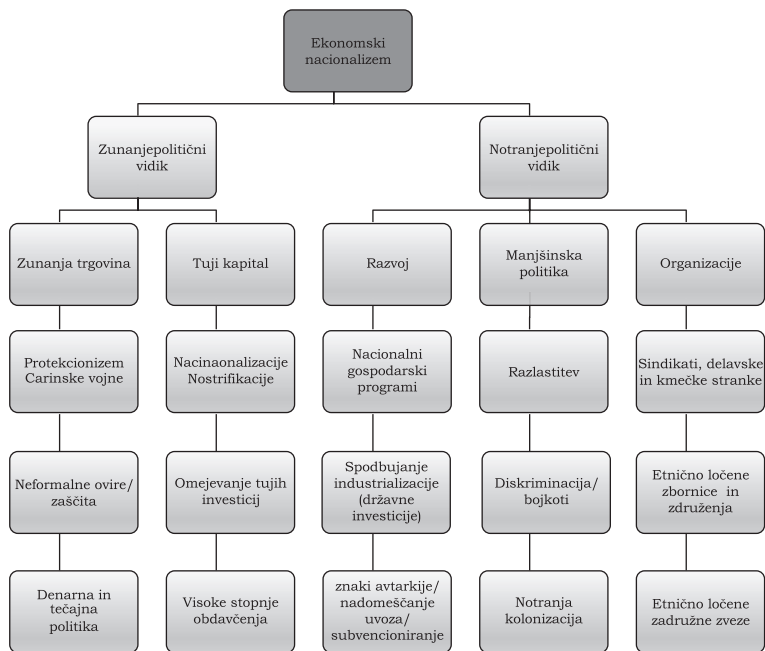 Ekonomski
nacionalizem
Zunanjepolitični
vidik
Notranjepolitični
vidik
Zunanja trgovina
Tuji kapital
Razvoj
Manjšinska
politika
Organizacije
Protekcionizem
Carinske vojne
Nacinaonalizacije
Nostrifikacije
Nacionalni
gospodarski
programi
Razlastitev
Sindikati, delavske
in kmečke stranke
Neformalne ovire/
zaščita
Omejevanje tujih
investicij
Spodbujanje
industrializacije
(državne
investicije)
Diskriminacija/
bojkoti
Etnično ločene
zbornice in
združenja
Denarna in
tečajna
politika
Visoke stopnje
obdavčenja
znaki avtarkije/
nadomeščanje
uvoza/
subvencioniranje
Notranja
kolonizacija
Etnično ločene
zadružne zveze